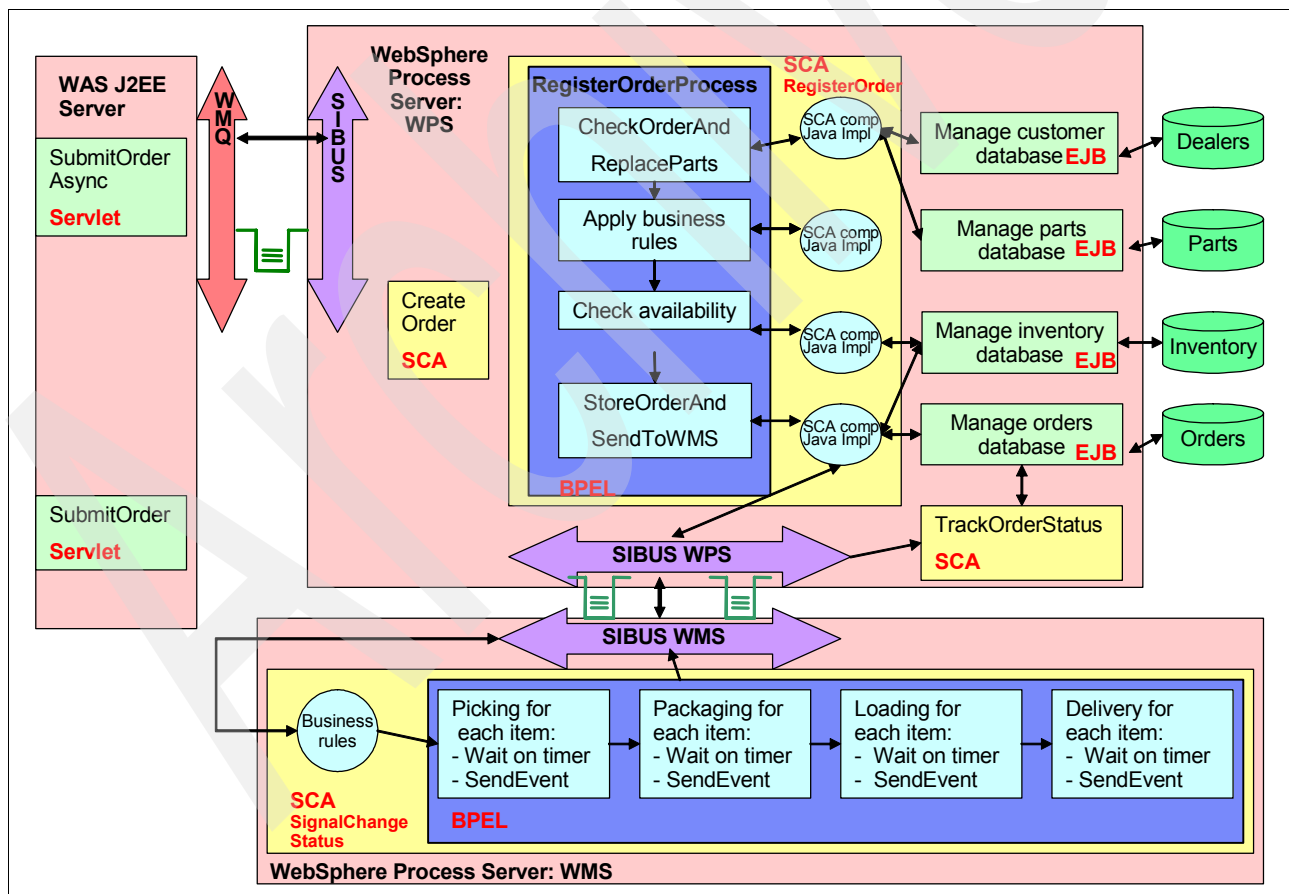 WAS J2EE
Server
SubmitOrder
Async
Servlet
SubmitOrder
Servlet
WMQ
SIBUS
WebSphere
Process
Server:
WPS
Create
Order
SCA
RegisterOrderProcess
CheckOrderAnd
ReplaceParts
Apply business
rules
Check availability
StoreOrderAnd
SendToWMS
BPEL
SCA
RegisterOrder
SCA comp
Java Impl
SCA comp
Java Impl
SCA comp
Java Impl
SCA comp
Java Impl
Manage customer
database EJB
Manage parts
database EJB
Manage inventory
database EJB
Manage orders
database EJB
TrackOrderStatus
SCA
Dealers
Parts
Inventory
Orders
SIBUS WPS
SIBUS WMS
Business
rules
SCA
SignalChange
Status
Picking for
each item:
- Wait on timer
- SendEvent
Packaging for
each item:
- Wait on timer
- SendEvent
Loading for
each item:
- Wait on timer
- SendEvent
Delivery for
each item:
- Wait on timer
- SendEvent
BPEL
WebSphere Process Server: WMS